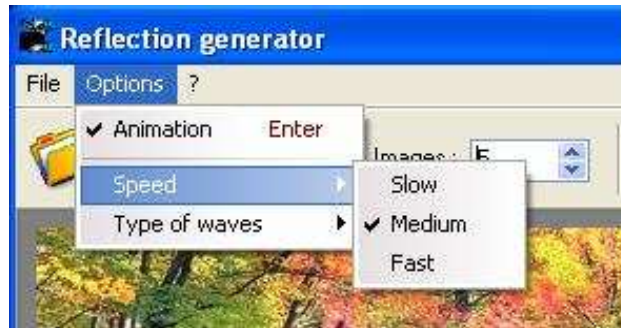 Reflection generator
File Options ?
✔ Animation Enter
Images :
Speed
Slow
Type of waves
✔ Medium
Fast